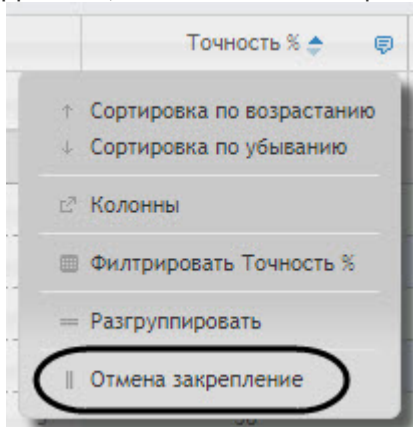 Точность %
Сортировка по возрастанию
Сортировка по убыванию
Колонны
Филтрировать Точность %
Разгруппировать
Отмена закрепление